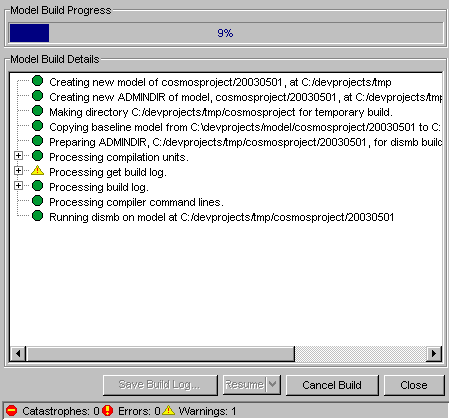 Model Build Progress
9%
Model Build Details
Creating new model of cosmosproject/20030501, at C:/devprojects/tmp
Creating new ADMINDIR of model, cosmosproject/20030501, at C:/devprojects/tmp
Making directory C:/devprojects/tmp/cosmosproject for temporary build.
Copying baseline model from C:\devprojects/model/cosmosproject/20030501 to C:
Preparing ADMINDIR, C:/devprojects/tmp/cosmosproject/20030501, for dismb build
Processing compilation units.
Processing get build log.
Processing build log.
Processing compiler command lines.
Running dismb on model at C:/devprojects/tmp/cosmosproject/20030501
Save Build Log... Resume Cancel Build Close
Catastrophes: 0 Errors: 0 Warnings: 1